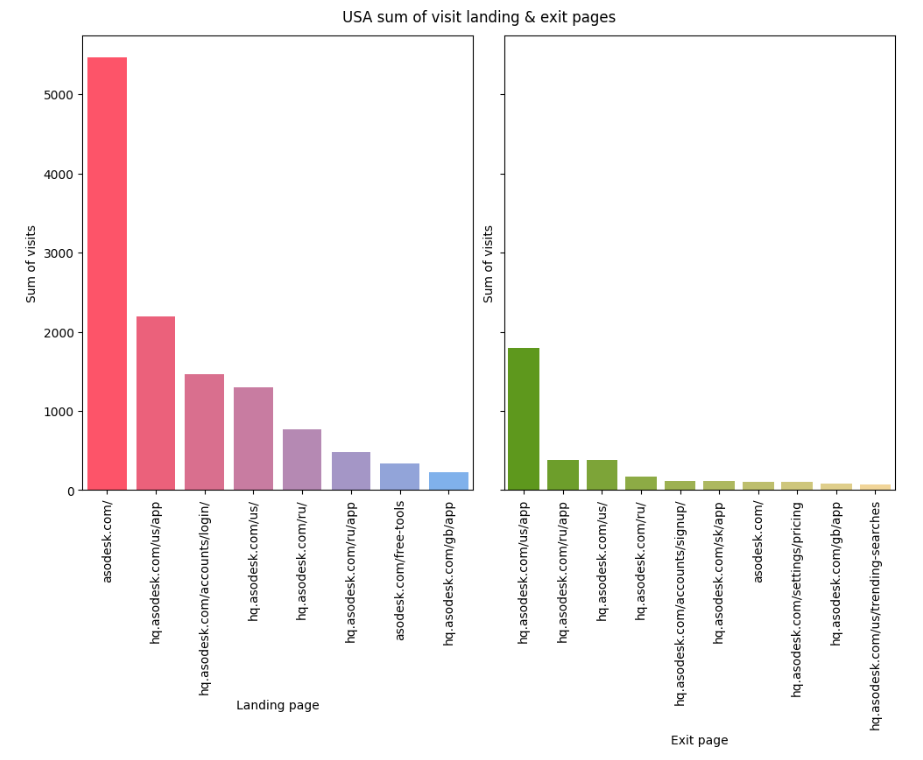 USA sum of visit landing & exit pages
Sum of visits
5000
4000
3000
2000
1000
0
asodesk.com/
hq.asodesk.com/us/app
hq.asodesk.com/accounts/login/
hq.asodesk.com/us/
hq.asodesk.com/ru/
hq.asodesk.com/ru/app
asodesk.com/free-tools
hq.asodesk.com/gb/app
Landing page
Sum of visits
hq.asodesk.com/us/app
hq.asodesk.com/ru/app
hq.asodesk.com/us/
hq.asodesk.com/ru/
hq.asodesk.com/accounts/signup/
hq.asodesk.com/sk/app
asodesk.com/
hq.asodesk.com/settings/pricing
hq.asodesk.com/gb/app
hq.asodesk.com/us/trending-searches
Exit page